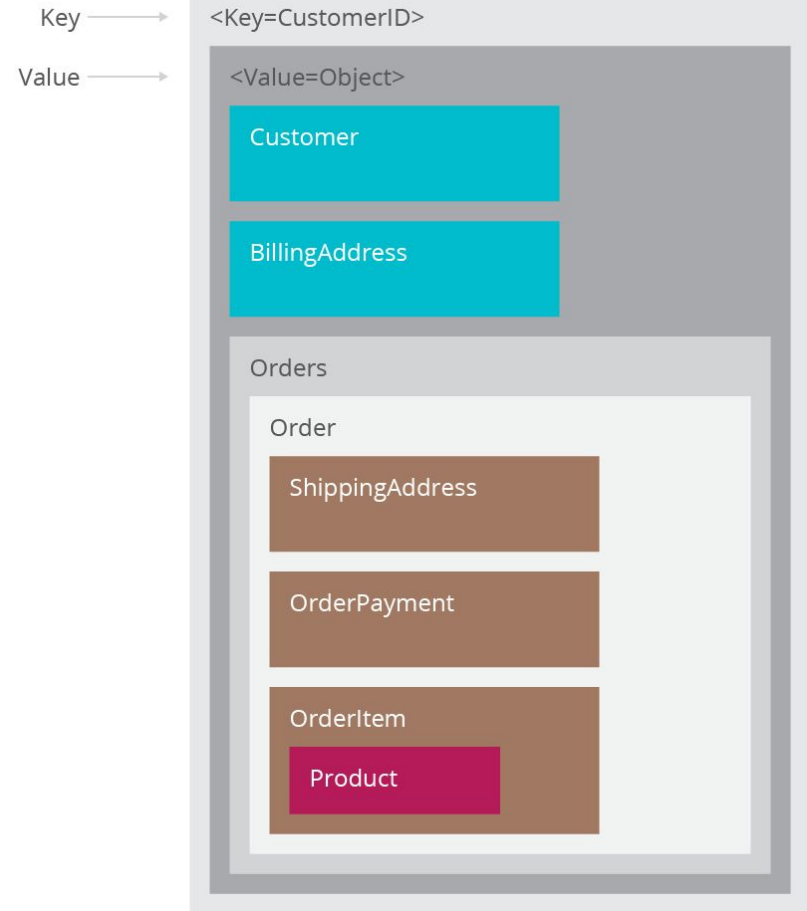 Key
<Key=CustomerID>
Value
<Value=Object>
Customer
BillingAddress
Orders
Order
ShippingAddress
OrderPayment
OrderItem
Product